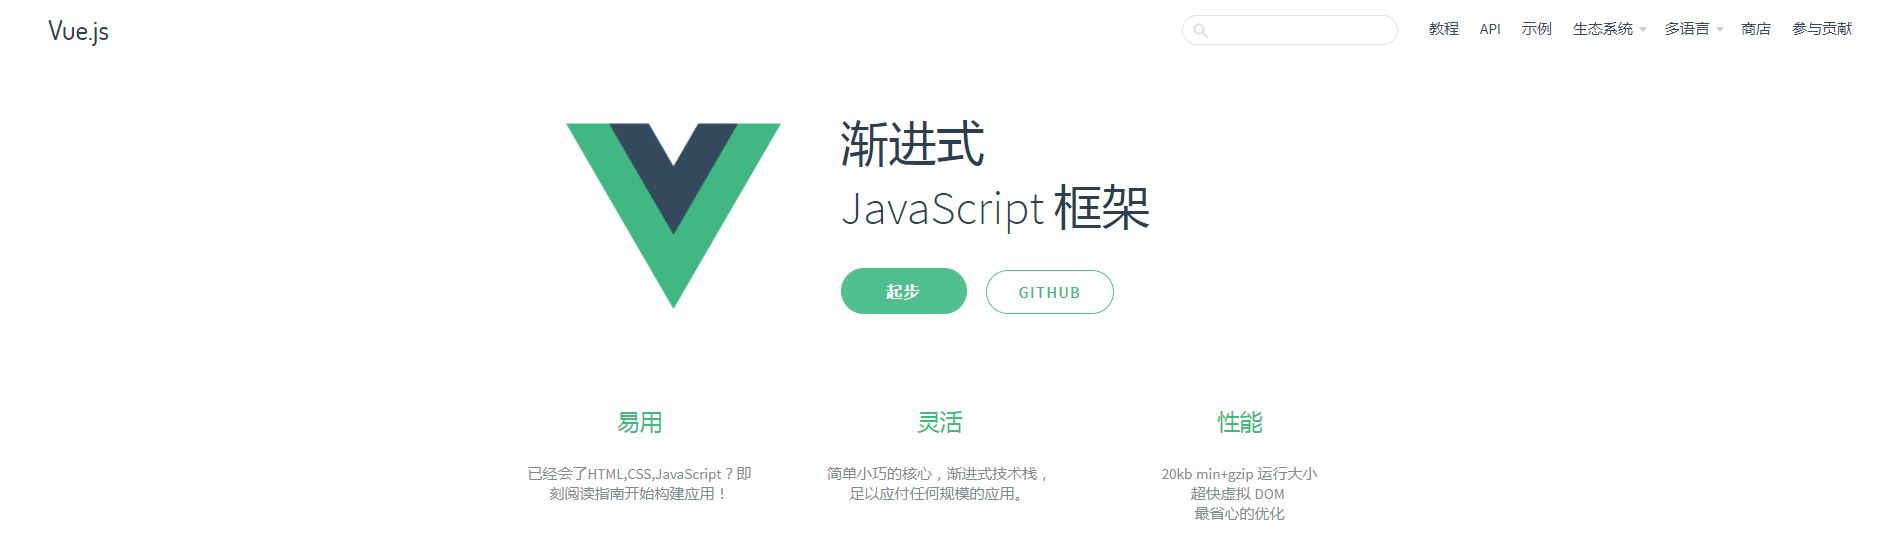 Vue.js
教程 API 示例 生态系统 多语言 商店 参与贡献
渐进式
JavaScript 框架
起步 GITHUB
易用
已经会了HTML,CSS,JavaScript？即
刻阅读指南开始构建应用！
灵活
简单小巧的核心，渐进式技术栈，
足以应付任何规模的应用。
性能
20kb min+gzip 运行大小
超快虚拟 DOM
最省心的优化